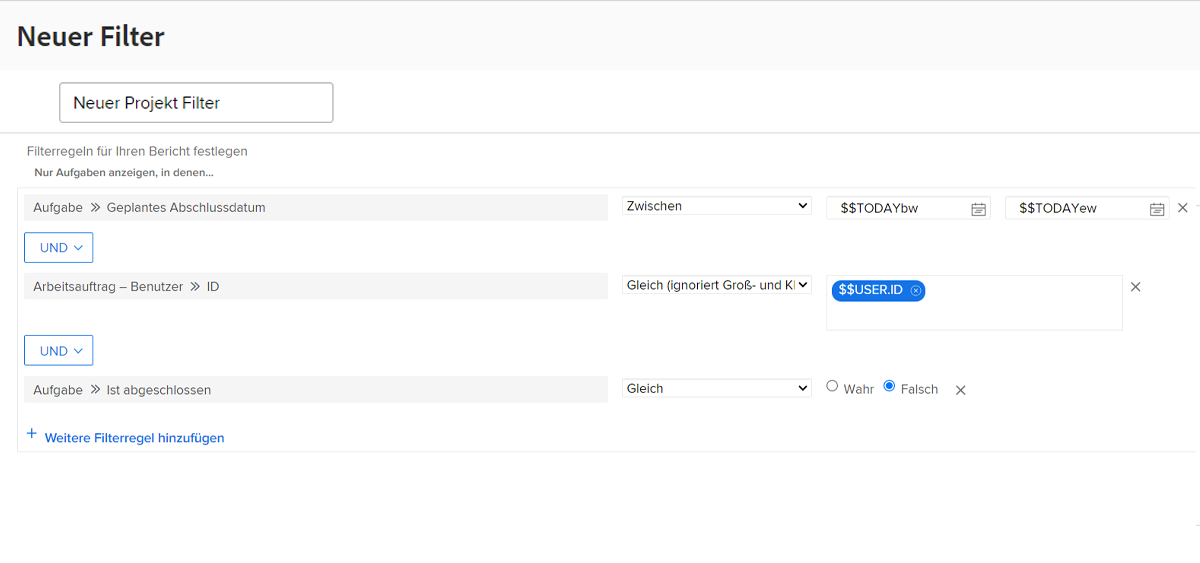 Neuer Filter
Neuer Projekt Filter
Filterregeln für Ihren Bericht festlegen
Nur Aufgaben anzeigen, in denen...
Aufgabe » Geplantes Abschlussdatum Zwischen $$TODAYbw $$TODAYew
UND
Arbeitsauftrag – Benutzer » ID Gleich (ignoriert Groß- und Kl $$USER.ID
UND
Aufgabe » Ist abgeschlossen Gleich Wahr Falsch
+ Weitere Filterregel hinzufügen